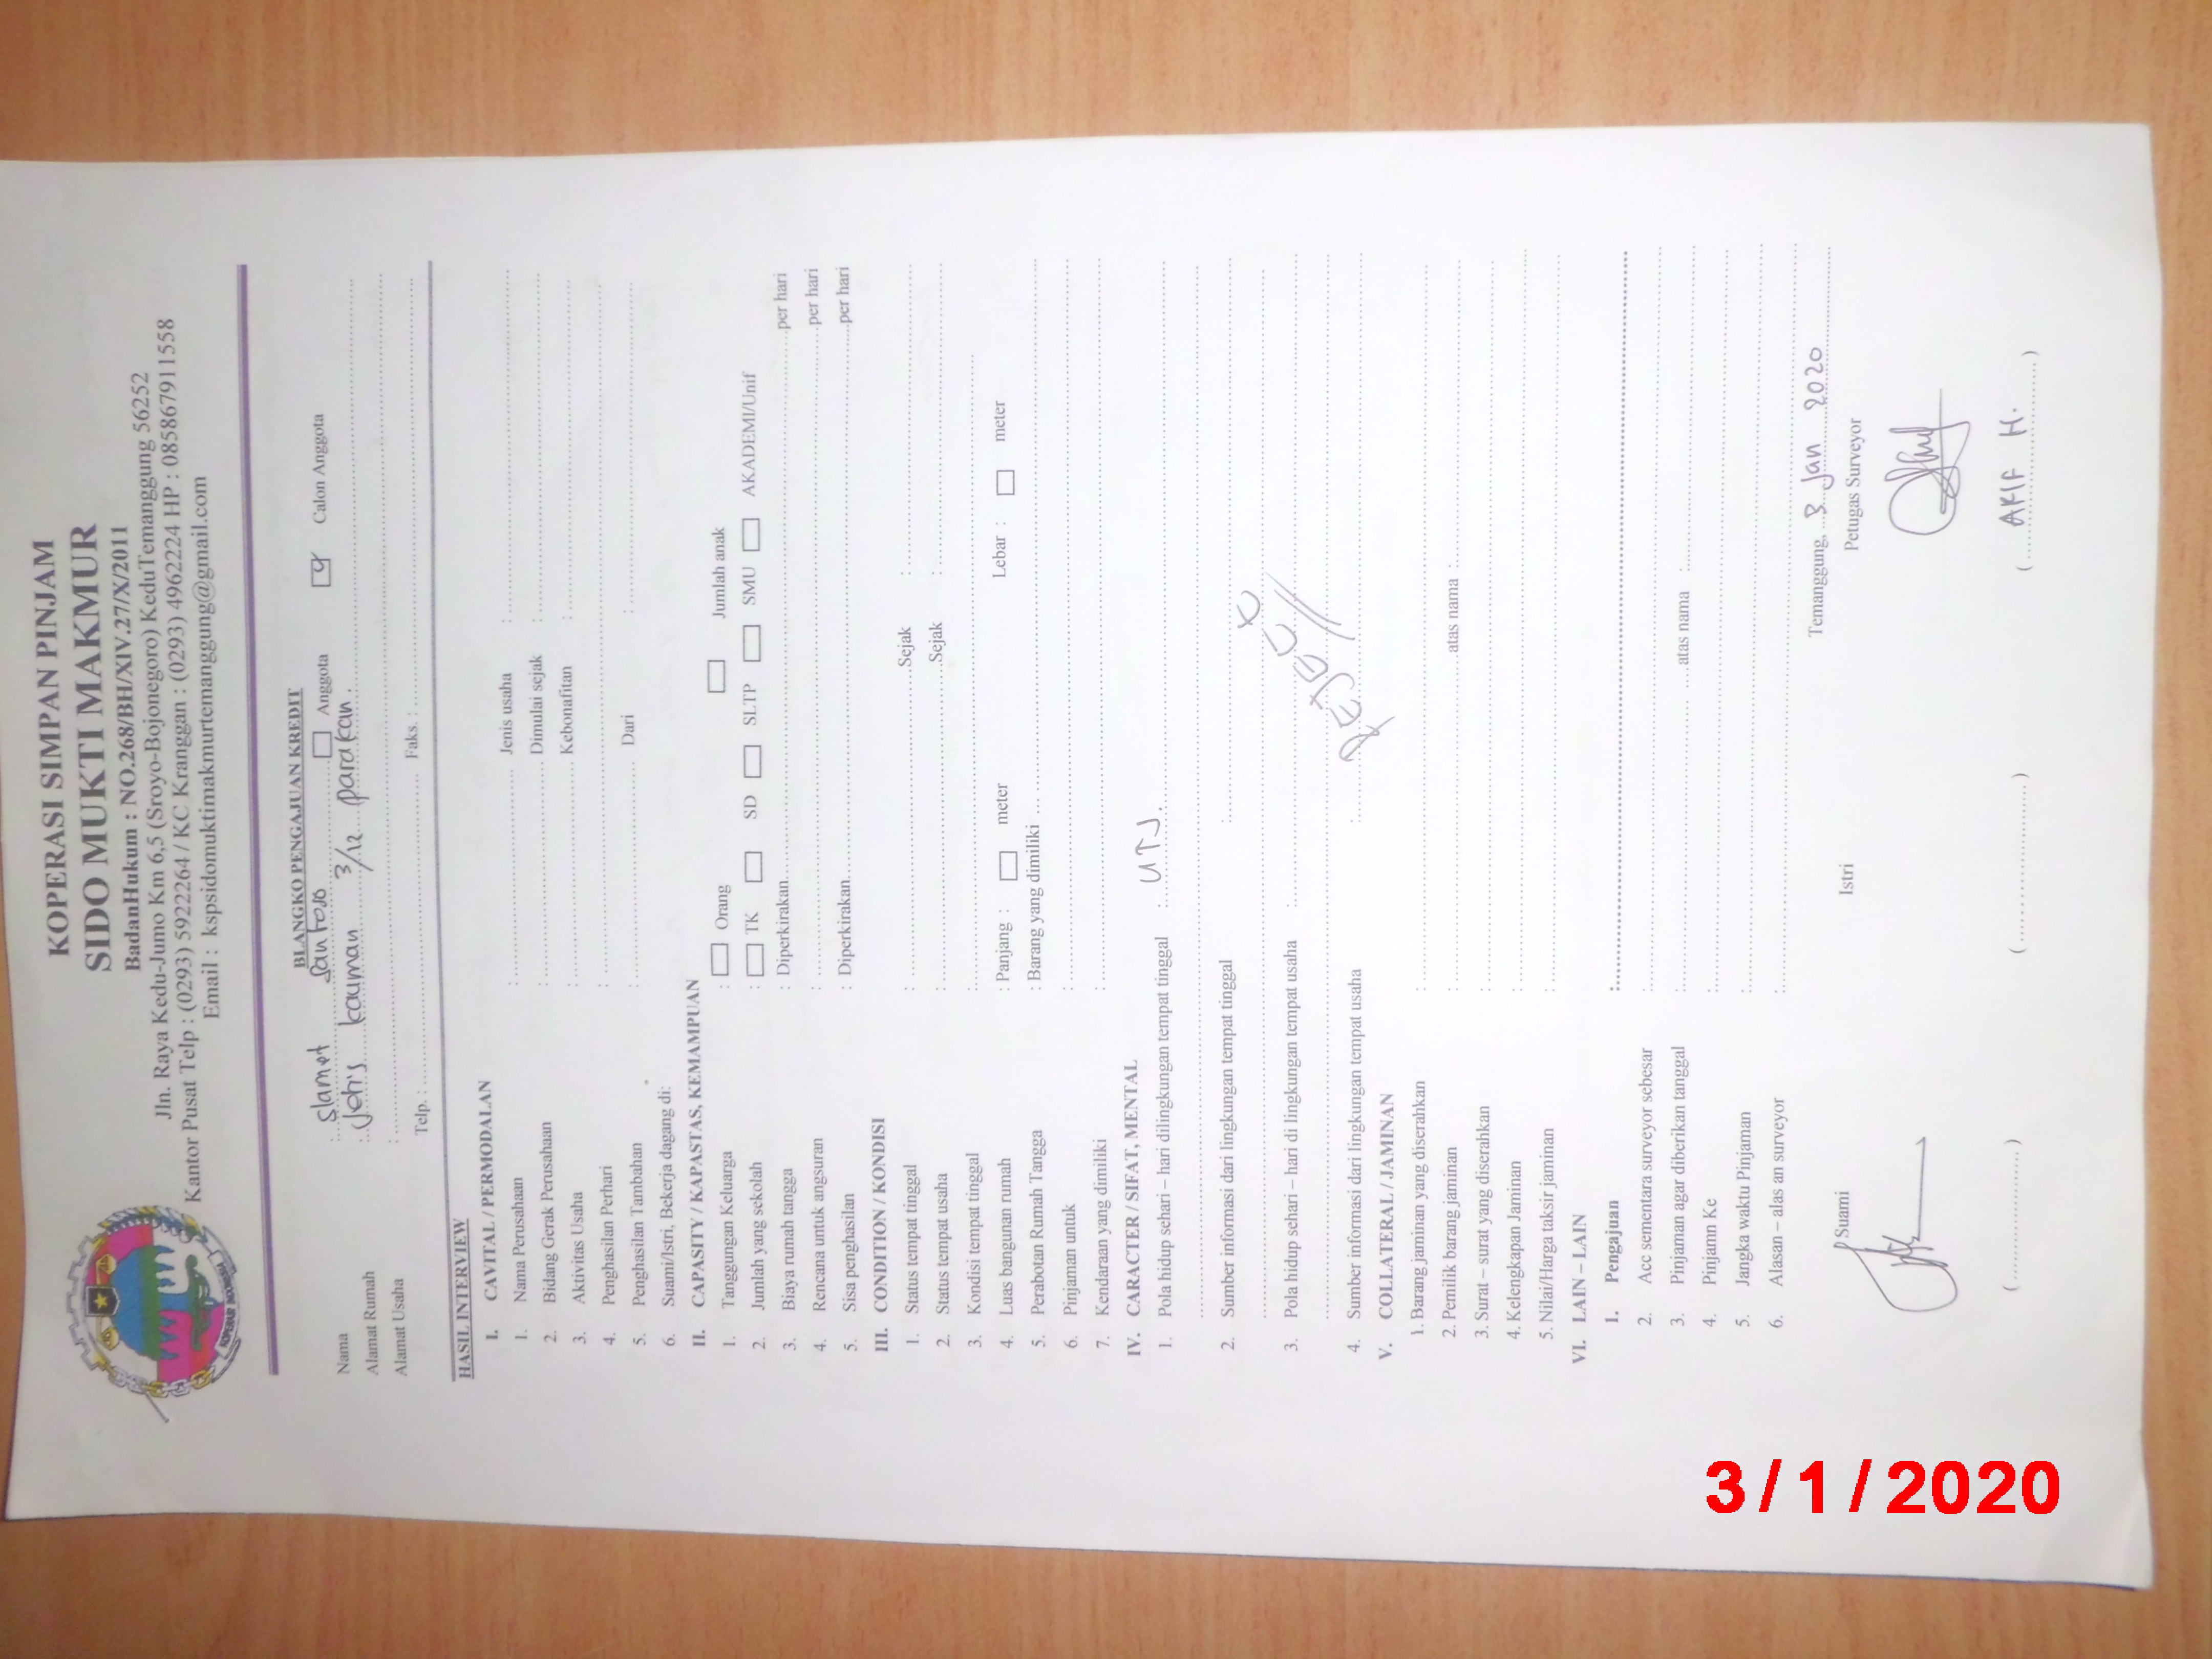 KOPERASI SIMPAN PINJAM
SIDO MUKTI MAKMUR
BadanHukum : NO.268/BH/XIV.27/X/2011
Jln. Raya Kedu-Jumo Km 6,5 (Sroyo-Bojonegoro) KeduTemanggung 56252
Kantor Pusat Telp : (0293) 5922264 / KC Kranggan : (0293) 4962224 HP : 085867911558
Email : kspsidomuktimakmurtemanggung@gmail.com
BLANGKO PENGAJUAN KREDIT
Nama : Slamet Santoso Anggota Calon Anggota
Alamat Rumah : kauman 3/12 parakan.
Alamat Usaha :
Telp. : Faks. :
HASIL INTERVIEW
I. CAVITAL / PERMODALAN
1. Nama Perusahaan : Jenis usaha :
2. Bidang Gerak Perusahaan : Dimulai sejak :
3. Aktivitas Usaha : Kebonafitan :
4. Penghasilan Perhari :
5. Penghasilan Tambahan : Dari :
6. Suami/Istri, Bekerja dagang di:
II. CAPASITY / KAPASTAS, KEMAMPUAN
1. Tanggungan Keluarga : Orang Jumlah anak
2. Jumlah yang sekolah : TK SD SLTP SMU AKADEMI/Unif
3. Biaya rumah tangga : Diperkirakan per hari
4. Rencana untuk angsuran : per hari
5. Sisa penghasilan : Diperkirakan per hari
III. CONDITION / KONDISI
1. Status tempat tinggal : Sejak :
2. Status tempat usaha : Sejak :
3. Kondisi tempat tinggal :
4. Luas bangunan rumah : Panjang : meter Lebar : meter
5. Perabotan Rumah Tangga : Barang yang dimiliki
6. Pinjaman untuk :
7. Kendaraan yang dimiliki :
IV. CARACTER / SIFAT , MENTAL
1. Pola hidup sehari – hari dilingkungan tempat tinggal : UTJ.
2. Sumber informasi dari lingkungan tempat tinggal :
3. Pola hidup sehari – hari di lingkungan tempat usaha :
4. Sumber informasi dari lingkungan tempat usaha :
V. COLLATERAL / JAMINAN
1. Barang jaminan yang diserahkan :
2. Pemilik barang jaminan : atas nama :
3. Surat – surat yang diserahkan :
4. Kelengkapan Jaminan :
5. Nilai/Harga taksir jaminan :
VI. LAIN – LAIN
1. Pengajuan :
2. Acc sementara surveyor sebesar :
3. Pinjaman agar diberikan tanggal : atas nama :
4. Pinjamn Ke :
5. Jangka waktu Pinjaman :
6. Alasan – alas an surveyor :
Temanggung, 3 Jan 2020
Suami Istri Petugas Surveyor
( ) ( ) ( ARIF H. )
3 / 1 / 2020